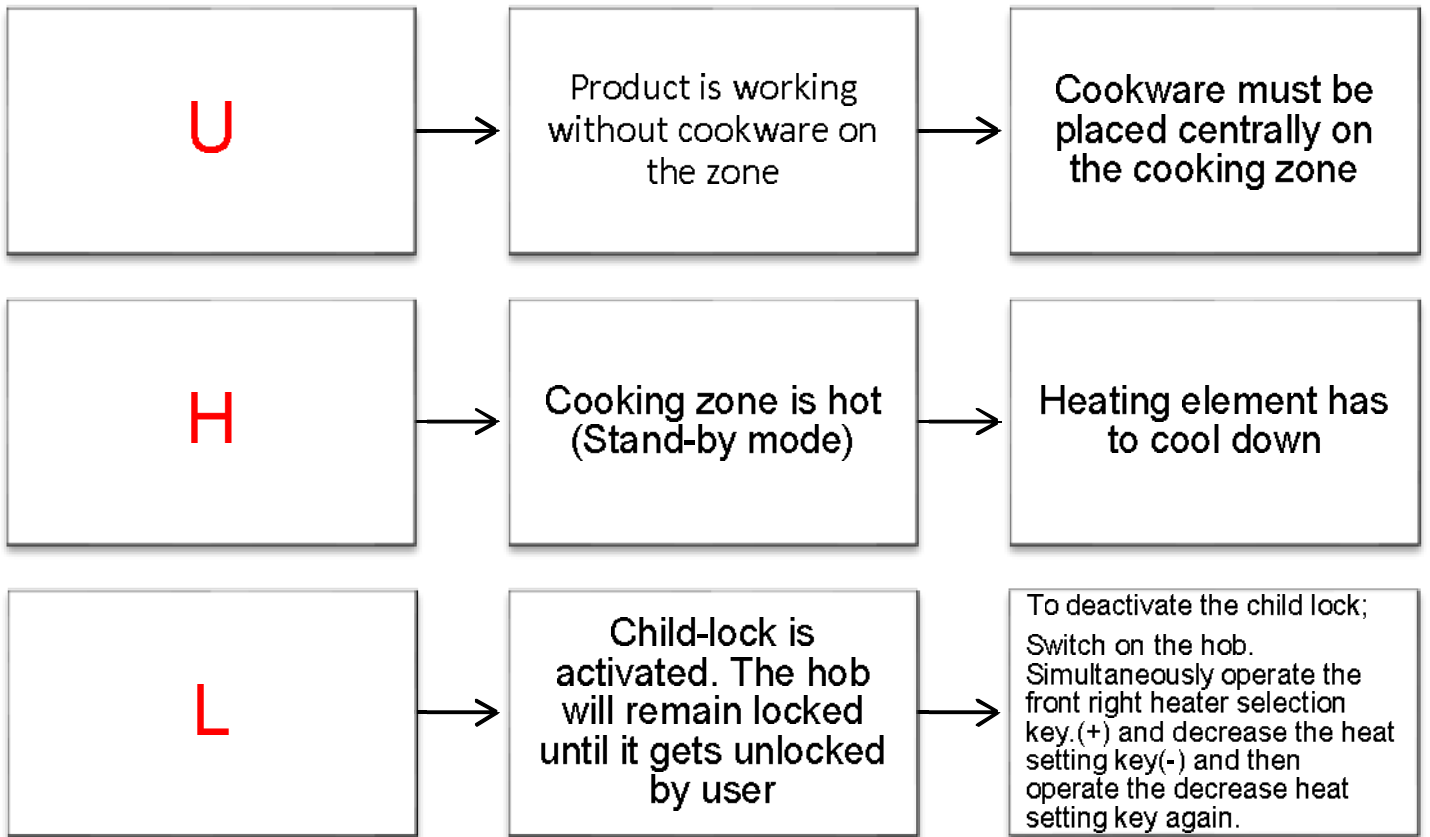 U
Product is working
without cookware on
the zone
Cookware must be
placed centrally on
the cooking zone
H
Cooking zone is hot
(Stand-by mode)
Heating element has
to cool down
L
Child-lock is
activated. The hob
will remain locked
until it gets unlocked
by user
To deactivate the child lock;
Switch on the hob.
Simultaneously operate the
front right heater selection
key.(+) and decrease the heat
setting key(-) and then
operate the decrease heat
setting key again.